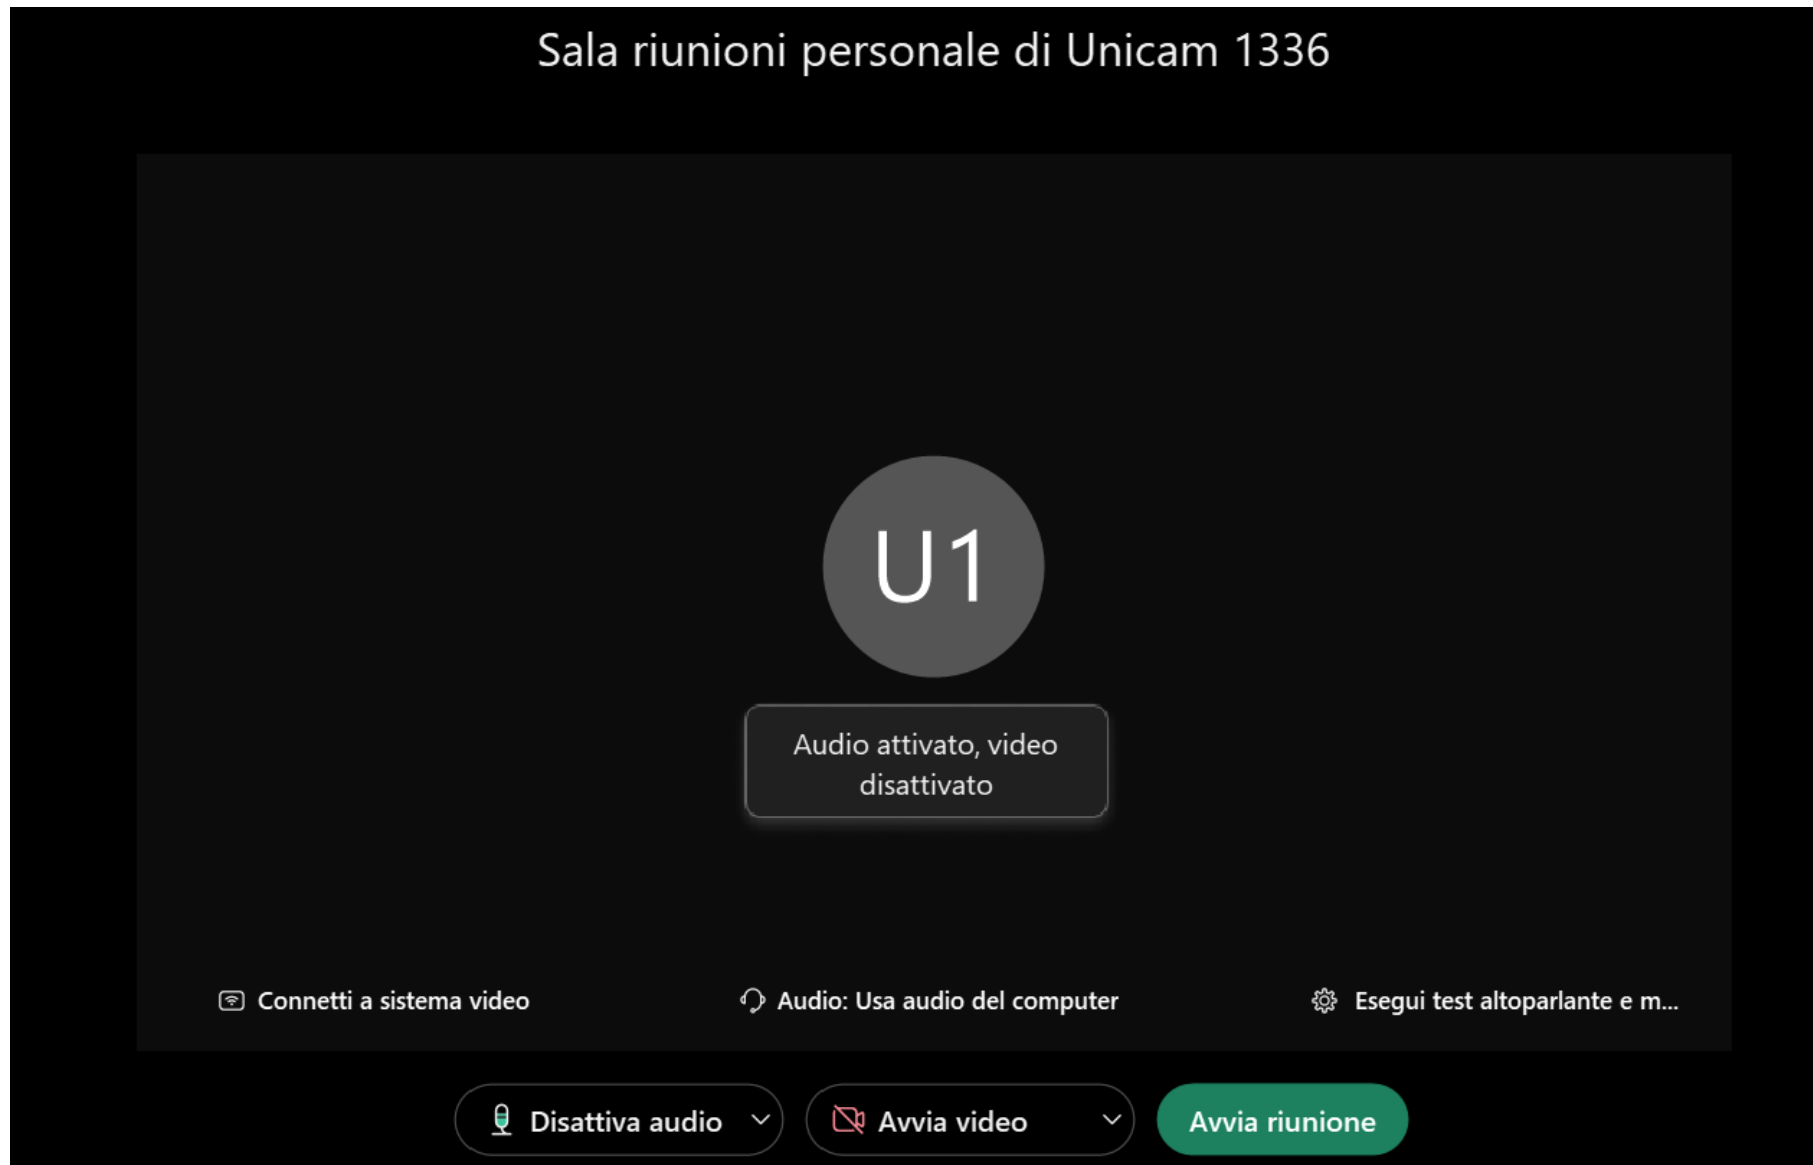 Sala riunioni personale di Unicam 1336
U1
Audio attivato, video
disattivato
Connetti a sistema video
Audio: Usa audio del computer
Esegui test altoparlante e m...
Disattiva audio
Avvia video
Avvia riunione